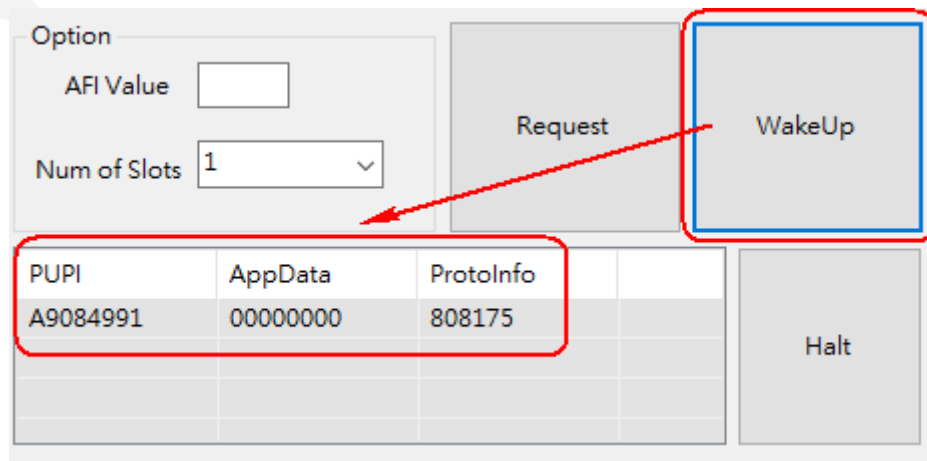 Option
AFI Value
Num of Slots 1
Request
WakeUp
PUPI AppData ProtoInfo
A9084991 00000000 808175
Halt